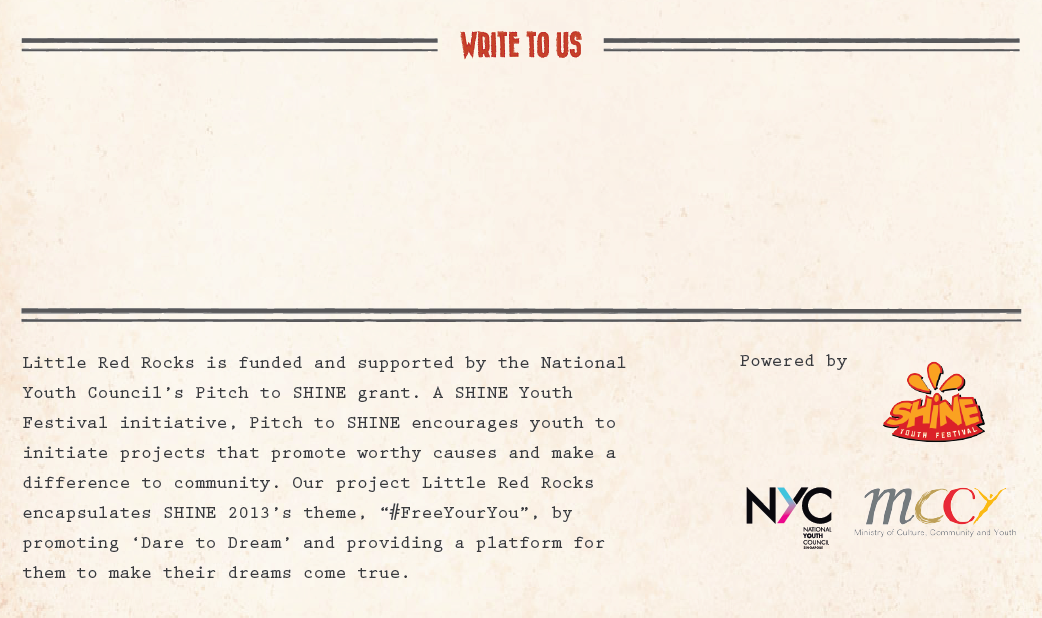 WRITE TO US
Little Red Rocks is funded and supported by the National
Youth Council’s Pitch to SHINE grant. A SHINE Youth
Festival initiative, Pitch to SHINE encourages youth to
initiate projects that promote worthy causes and make a
difference to community. Our project Little Red Rocks
encapsulates SHINE 2013’s theme, “#FreeYourYou”, by
promoting ‘Dare to Dream’ and providing a platform for
them to make their dreams come true.
Powered by
SHiNE
YOUTH FESTIVAL
NYC
NATIONAL
YOUTH
COUNCIL
SINGAPORE
mccy
Ministry of Culture, Community and Youth